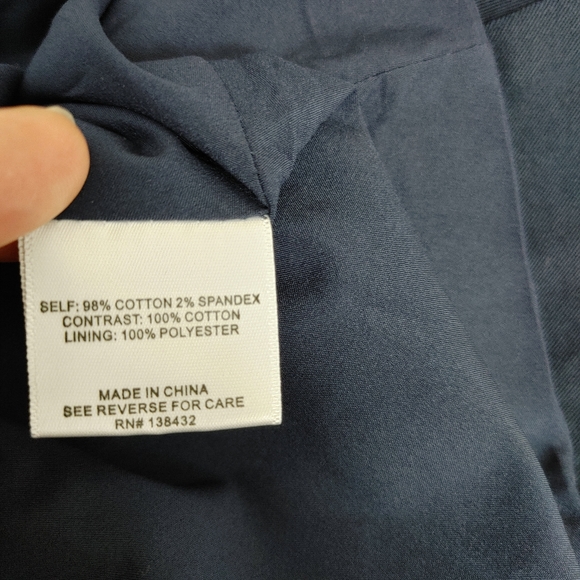 SELF: 98% COTTON 2% SPANDEX
CONTRAST: 100% COTTON
LINING: 100% POLYESTER
MADE IN CHINA
SEE REVERSE FOR CARE
RN# 138432